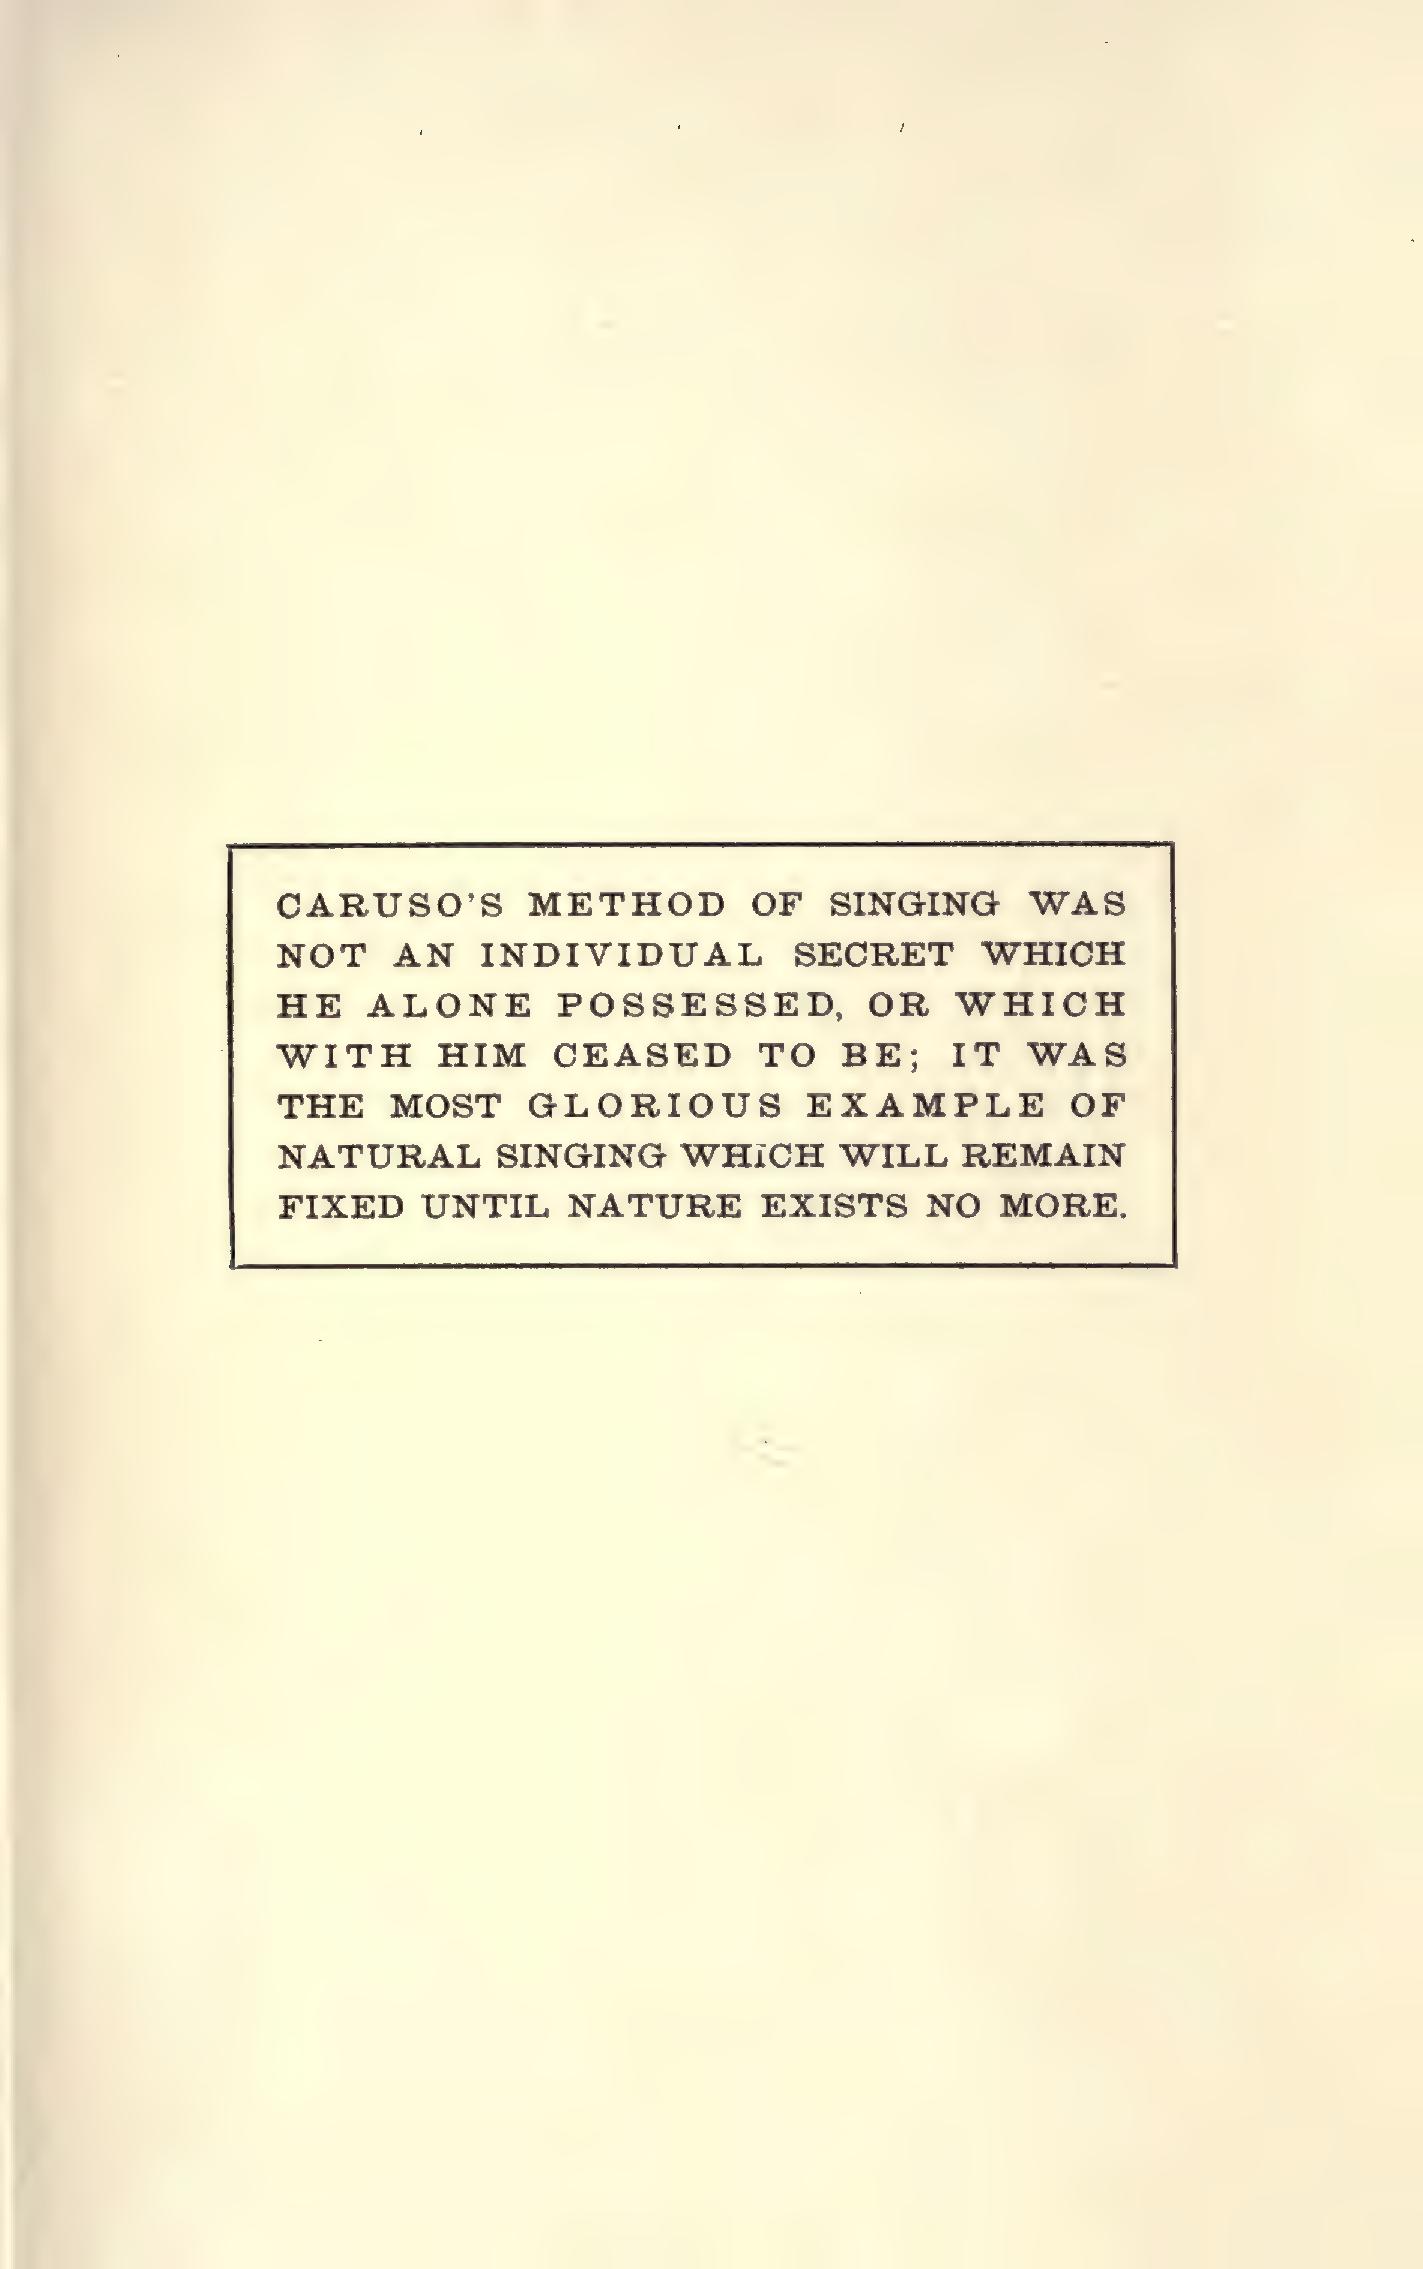 CARUSO'S METHOD OF SINGING WAS
NOT AN INDIVIDUAL SECRET WHICH
HE ALONE POSSESSED, OR WHICH
WITH HIM CEASED TO BE; IT WAS
THE MOST GLORIOUS EXAMPLE OF
NATURAL SINGING WHICH WILL REMAIN
FIXED UNTIL NATURE EXISTS NO MORE.